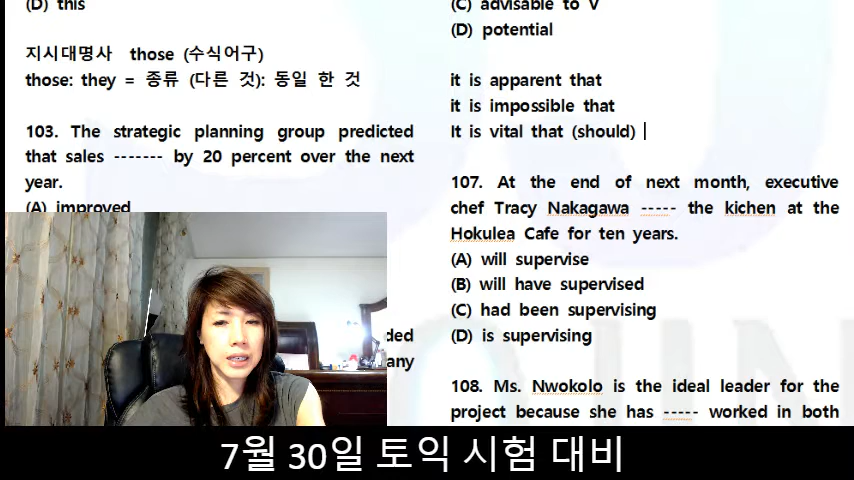 (D) this
지시대명사 those (수식어구)
those: they = 종류 (다른 것): 동일 한 것
103. The strategic planning group predicted
that sales ------- by 20 percent over the next
year.
(A) improved
ded
any
(C) advisable to V
(D) potential
it is apparent that
it is impossible that
It is vital that (should)
107. At the end of next month, executive
chef Tracy Nakagawa ----- the kichen at the
Hokulea Cafe for ten years.
(A) will supervise
(B) will have supervised
(C) had been supervising
(D) is supervising
108. Ms. Nwokolo is the ideal leader for the
project because she has ----- worked in both
7월 30일 토익 시험 대비